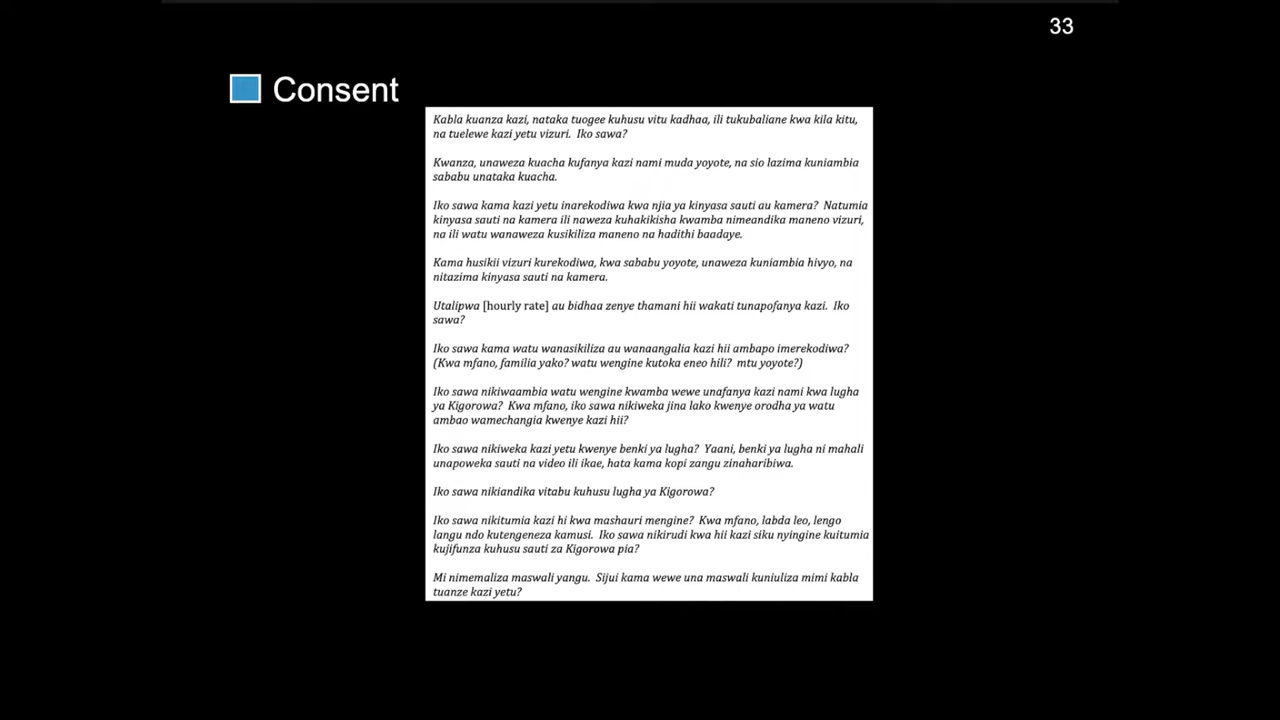 33
Consent
Kabla kuanza kazi, nataka tuogee kuhusu vitu kadhaa, ili tukubaliane kwa kila kitu,
na tuelewe kazi yetu vizuri. Iko sawa?
Kwanza, unaweza kuacha kufanya kazi nami muda yoyote, na sio lazima kuniambia
sababu unataka kuacha.
Iko sawa kama kazi yetu inarekodiwa kwa njia ya kinyasa sauti au kamera? Natumia
kinyasa sauti na kamera ili naweza kuhakikisha kwamba nimeandika maneno vizuri,
na ili watu wanaweza kusikiliza maneno na hadithi baadaye.
Kama husikii vizuri kurekodiwa, kwa sababu yoyote, unaweza kuniambia hivyo, na
nitazima kinyasa sauti na kamera.
Utalipwa [hourly rate] au bidhaa zenye thamani hii wakati tunapofanya kazi. Iko
sawa?
Iko sawa kama watu wanasikiliza au wanaangalia kazi hii ambapo imerekodiwa?
(Kwa mfano, familia yako? watu wengine kutoka eneo hili? mtu yoyote?)
Iko sawa nikiwaambia watu wengine kwamba wewe unafanya kazi nami kwa lugha
ya Kigorowa? Kwa mfano, iko sawa nikiweka jina lako kwenye orodha ya watu
ambao wamechangia kwenye kazi hii?
Iko sawa nikiweka kazi yetu kwenye benki ya lugha? Yaani, benki ya lugha ni mahali
unapoweka sauti na video ili ikae, hata kama kopi zangu zinaharibiwa.
Iko sawa nikiandika vitabu kuhusu lugha ya Kigorowa?
Iko sawa nikitumia kazi hi kwa mashauri mengine? Kwa mfano, labda leo, lengo
langu ndo kutengeneza kamusi. Iko sawa nikirudi kwa hii kazi siku nyingine kuitumia
kujifunza kuhusu sauti za Kigorowa pia?
Mi nimemaliza maswali yangu. Sijui kama wewe una maswali kuniuliza mimi kabla
tuanze kazi yetu?